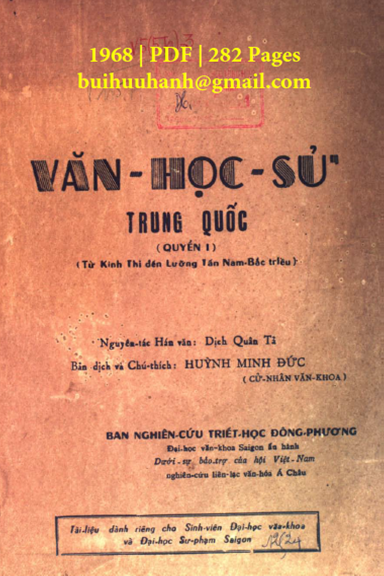 1968 | PDF | 282 Pages
buihuuhanh@gmail.com
VĂN-HỌC-SỬ
TRUNG QUỐC
(QUYỂN I)
(Từ Kinh Thi đến Lưỡng Tấn Nam-Bắc triều)
Nguyên-tác Hán văn: Dịch Quân Tả
Bản dịch và Chú-thích: HUỲNH MINH ĐỨC
(CỬ-NHÂN VĂN-KHOA)
BAN NGHIÊN-CỨU TRIẾT-HỌC ĐÔNG-PHƯƠNG
Đại-học văn-khoa Saigon ấn hành
Dưới-sự bảo-trợ của hội Việt-Nam
nghiên-cứu liên-lạc văn-hóa Á Châu
Tài-liệu dành riêng cho Sinh-viên Đại-học văn-khoa
và Đại-học Sư-phạm Saigon